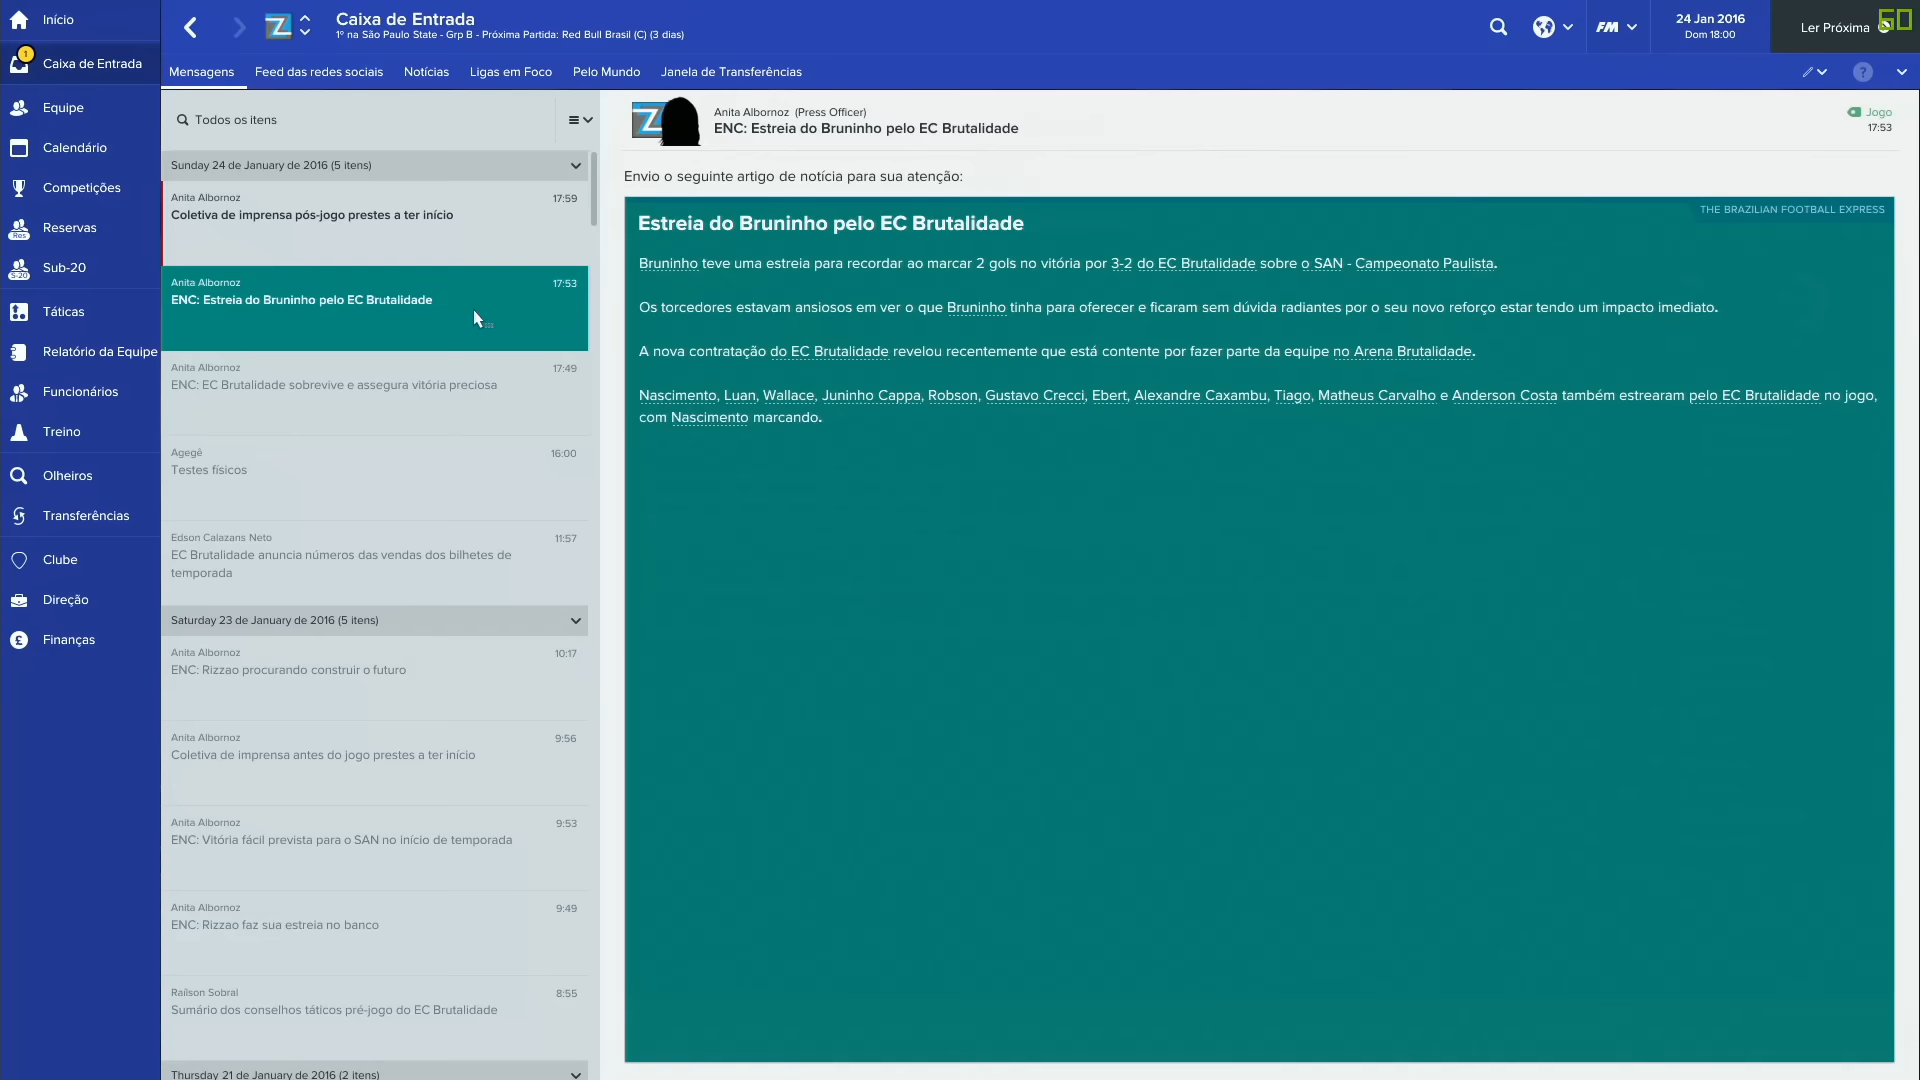 Início
1
Caixa de Entrada
Equipe
Calendário
Competições
Res
Reservas
S-20
Sub-20
Táticas
Relatório da Equipe
Funcionários
Treino
Olheiros
Transferências
Clube
Direção
£
Finanças
Z
Caixa de Entrada
1º na São Paulo State - Grp B - Próxima Partida: Red Bull Brasil (C) (3 dias)
FM
24 Jan 2016
Dom 18:00
Ler Próxima
60
Mensagens
Feed das redes sociais
Notícias
Ligas em Foco
Pelo Mundo
Janela de Transferências
?
Todos os itens
Sunday 24 de January de 2016 (5 itens)
Anita Albornoz 17:59
Coletiva de imprensa pós-jogo prestes a ter início
Anita Albornoz 17:53
ENC: Estreia do Bruninho pelo EC Brutalidade
Anita Albornoz 17:49
ENC: EC Brutalidade sobrevive e assegura vitória preciosa
Agegê 16:00
Testes físicos
Edson Calazans Neto 11:57
EC Brutalidade anuncia números das vendas dos bilhetes de
temporada
Saturday 23 de January de 2016 (5 itens)
Anita Albornoz 10:17
ENC: Rizzao procurando construir o futuro
Anita Albornoz 9:56
Coletiva de imprensa antes do jogo prestes a ter início
Anita Albornoz 9:53
ENC: Vitória fácil prevista para o SAN no início de temporada
Anita Albornoz 9:49
ENC: Rizzao faz sua estreia no banco
Raílson Sobral 8:55
Sumário dos conselhos táticos pré-jogo do EC Brutalidade
Thursday 21 de January de 2016 (2 itens)
Z
Anita Albornoz (Press Officer)
ENC: Estreia do Bruninho pelo EC Brutalidade
Jogo
17:53
Envio o seguinte artigo de notícia para sua atenção:
THE BRAZILIAN FOOTBALL EXPRESS
Estreia do Bruninho pelo EC Brutalidade
Bruninho teve uma estreia para recordar ao marcar 2 gols no vitória por 3-2 do EC Brutalidade sobre o SAN - Campeonato Paulista.
Os torcedores estavam ansiosos em ver o que Bruninho tinha para oferecer e ficaram sem dúvida radiantes por o seu novo reforço estar tendo um impacto imediato.
A nova contratação do EC Brutalidade revelou recentemente que está contente por fazer parte da equipe no Arena Brutalidade.
Nascimento, Luan, Wallace, Juninho Cappa, Robson, Gustavo Crecci, Ebert, Alexandre Caxambu, Tiago, Matheus Carvalho e Anderson Costa também estrearam pelo EC Brutalidade no jogo,
com Nascimento marcando.